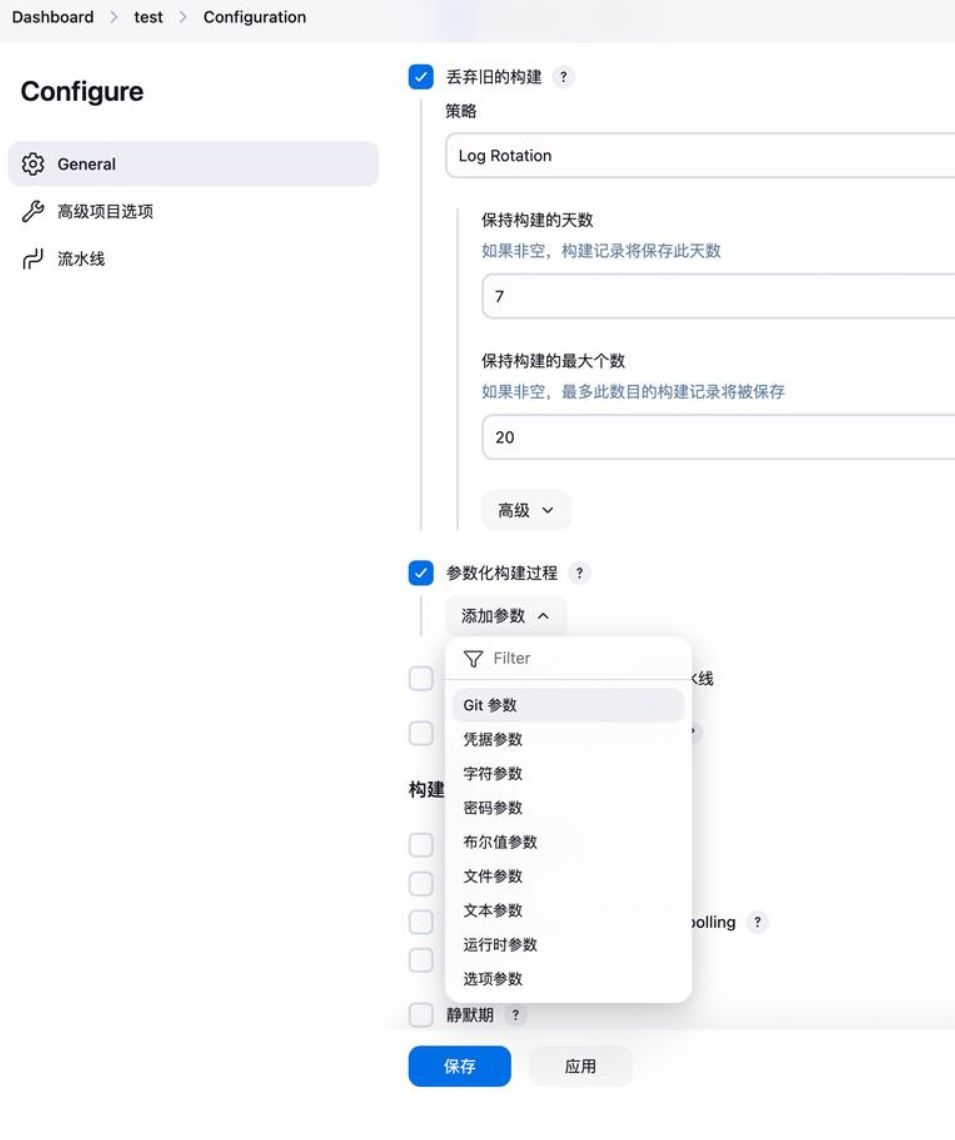 Dashboard > test > Configuration
Configure
General
高级项目选项
流水线
丢弃旧的构建 ?
策略
Log Rotation
保持构建的天数
如果非空，构建记录将保存此天数
7
保持构建的最大个数
如果非空，最多此数目的构建记录将被保存
20
高级
参数化构建过程 ?
添加参数
Filter
线
Git 参数
凭据参数
字符参数
构建
密码参数
布尔值参数
文件参数
文本参数
polling ?
运行时参数
选项参数
静默期 ?
保存
应用